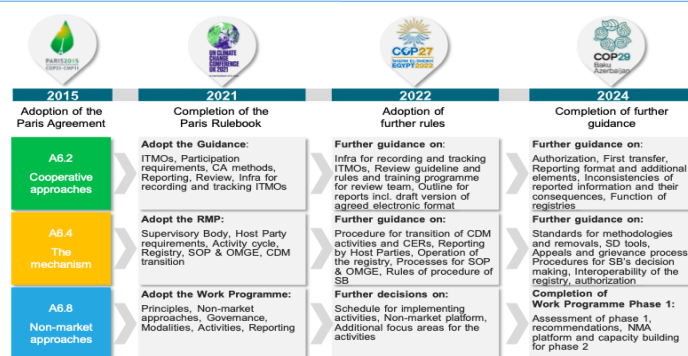 PARIS2015
COP21·CMP11
UN CLIMATE
CHANGE
CONFERENCE
UK 2021
COP27
SHARM EL-SHEIKH
EGYPT2022
COP29
Baku
Azerbaijan
2015
2021
2022
2024
Adoption of the
Paris Agreement
Completion of the
Paris Rulebook
Adoption of
further rules
Completion of further
guidance
A6.2
Cooperative
approaches
Adopt the Guidance:
ITMOs, Participation
requirements, CA methods,
Reporting, Review, Infra for
recording and tracking ITMOs
Further guidance on:
Infra for recording and tracking
ITMOs, Review guideline and
rules and training programme
for review team, Outline for
reports incl. draft version of
agreed electronic format
Further guidance on:
Authorization, First transfer,
Reporting format and additional
elements, Inconsistencies of
reported information and their
consequences, Function of
registries
A6.4
The
mechanism
Adopt the RMP:
Supervisory Body, Host Party
requirements, Activity cycle,
Registry, SOP & OMGE, CDM
transition
Further guidance on:
Procedure for transition of CDM
activities and CERs, Reporting
by Host Parties, Operation of
the registry, Processes for SOP
& OMGE, Rules of procedure of
SB
Further guidance on:
Standards for methodologies
and removals, SD tools,
Appeals and grievance process,
Procedures for SB's decision
making, Interoperability of the
registry, authorization
A6.8
Non-market
approaches
Adopt the Work Programme:
Principles, Non-market
approaches, Governance,
Modalities, Activities, Reporting
Further decisions on:
Schedule for implementing
activities, Non-market platform,
Additional focus areas for the
activities
Completion of
Work Programme Phase 1:
Assessment of phase 1,
recommendations, NMA
platform and capacity building
for phase 2